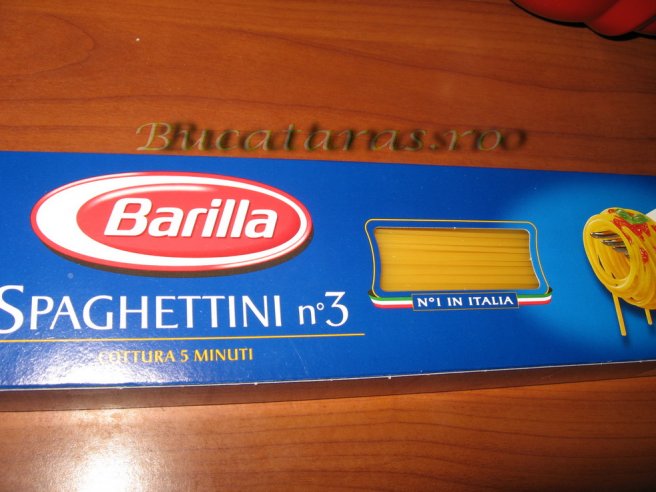 Bucataras.ro
Barilla
SPAGHETTINI n°3
COTTURA 5 MINUTI
N°1 IN ITALIA